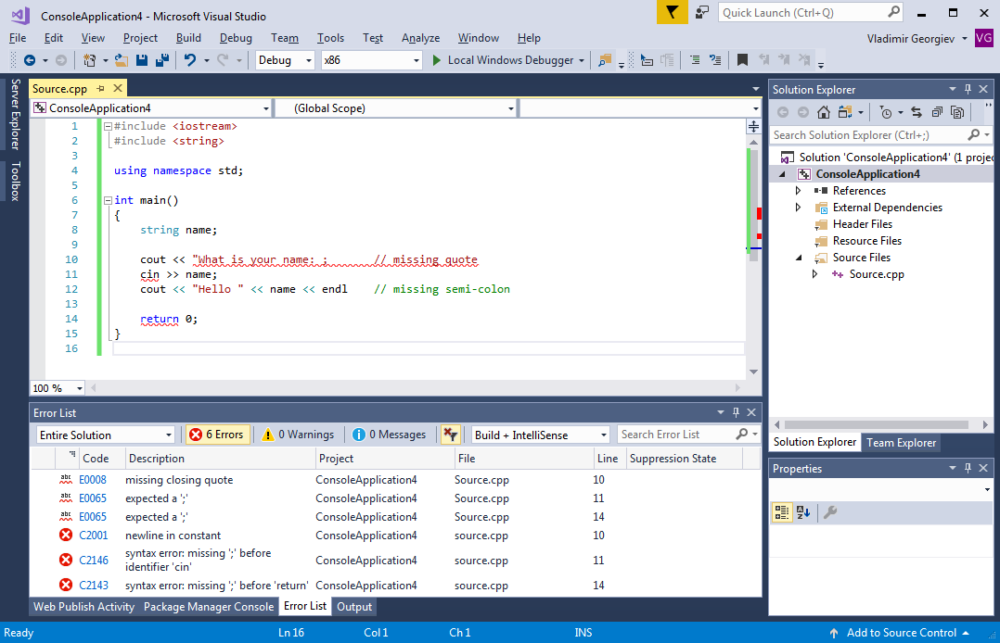 ConsoleApplication4 - Microsoft Visual Studio
Quick Launch (Ctrl+Q)
File Edit View Project Build Debug Team Tools Test Analyze Window Help
Vladimir Georgiev VG
Debug x86 Local Windows Debugger
Server Explorer
Toolbox
Source.cpp
ConsoleApplication4 (Global Scope)
1 #include <iostream>
2 #include <string>
3
4 using namespace std;
5
6 int main()
7 {
8 string name;
9
10 cout << "What is your name: ; // missing quote
11 cin >> name;
12 cout << "Hello " << name << endl // missing semi-colon
13
14 return 0;
15 }
16
100 %
Error List
Entire Solution 6 Errors 0 Warnings 0 Messages Build + IntelliSense Search Error List
Code Description Project File Line Suppression State
abc E0008 missing closing quote ConsoleApplication4 Source.cpp 10
abc E0065 expected a ';' ConsoleApplication4 Source.cpp 11
abc E0065 expected a ';' ConsoleApplication4 Source.cpp 14
C2001 newline in constant ConsoleApplication4 source.cpp 10
C2146 syntax error: missing ';' before
identifier 'cin' ConsoleApplication4 source.cpp 11
C2143 syntax error: missing ';' before 'return' ConsoleApplication4 source.cpp 14
Web Publish Activity Package Manager Console Error List Output
Solution Explorer
Search Solution Explorer (Ctrl+;)
Solution 'ConsoleApplication4' (1 projec
ConsoleApplication4
References
External Dependencies
Header Files
Resource Files
Source Files
Source.cpp
Solution Explorer Team Explorer
Properties
Ready Ln 16 Col 1 Ch 1 INS Add to Source Control